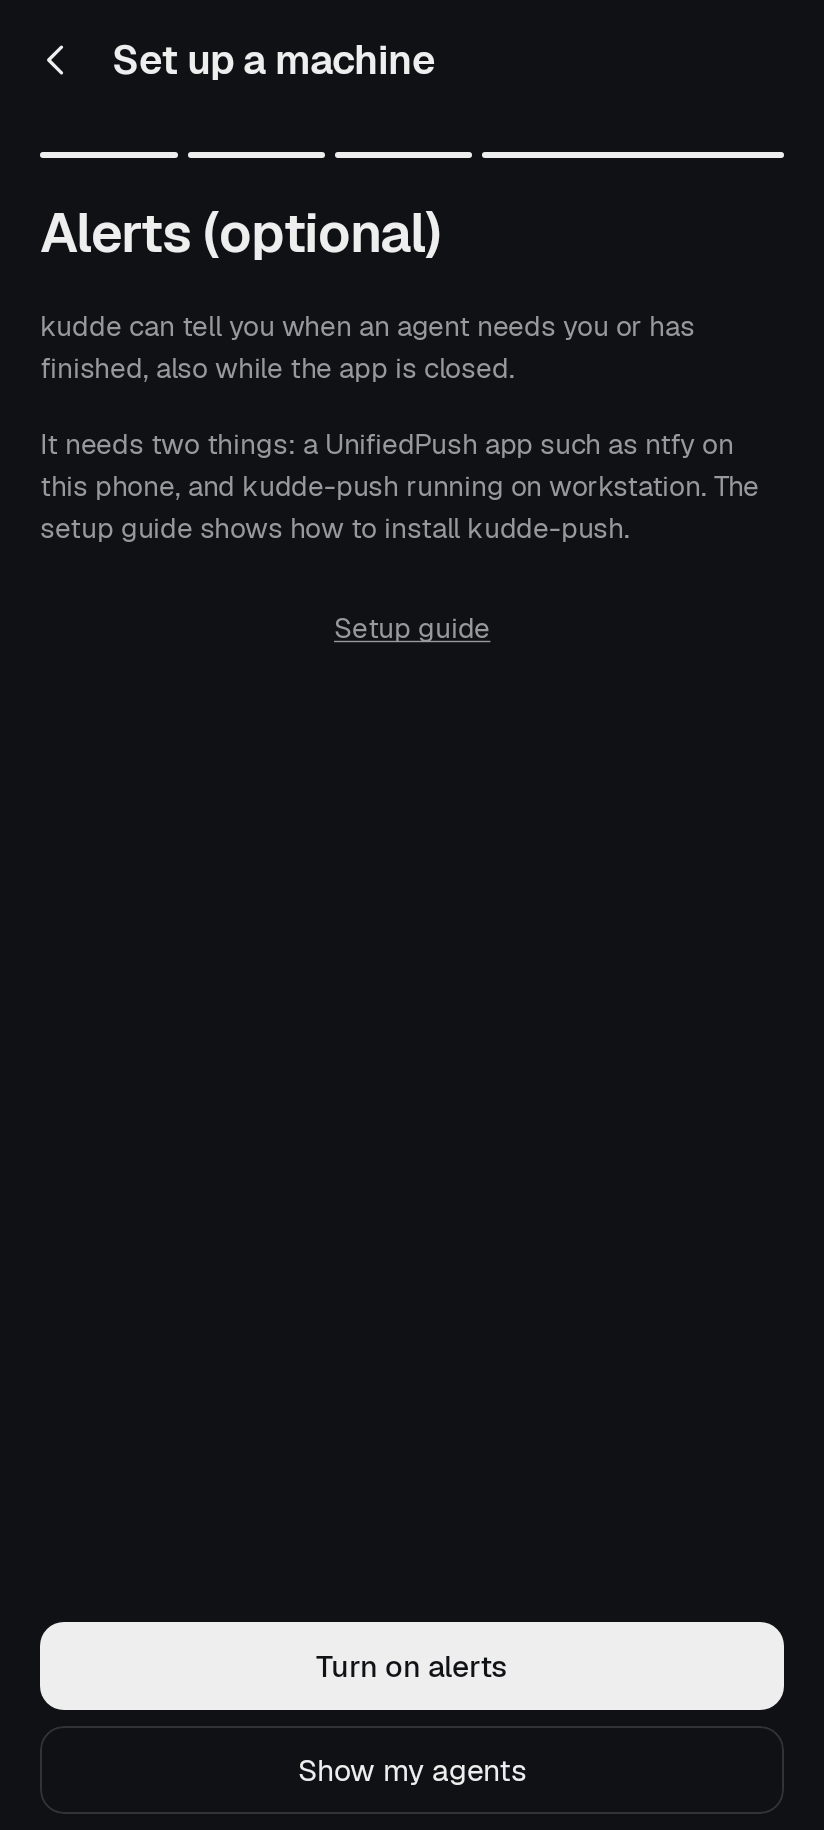 Set up a machine
Alerts (optional)
kudde can tell you when an agent needs you or has
finished, also while the app is closed.
It needs two things: a UnifiedPush app such as ntfy on
this phone, and kudde-push running on workstation. The
setup guide shows how to install kudde-push.
Setup guide
Turn on alerts
Show my agents